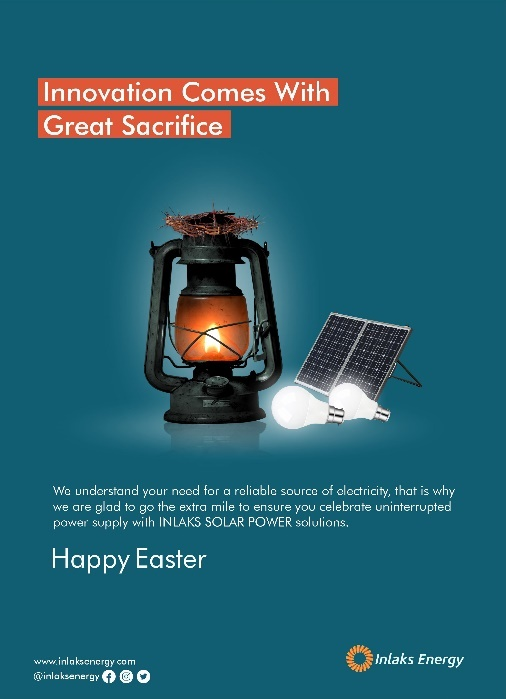 Innovation Comes With
Great Sacrifice
We understand your need for a reliable source of electricity, that is why
we are glad to go the extra mile to ensure you celebrate uninterrupted
power supply with INLAKS SOLAR POWER solutions.
Happy Easter
www.inlaksenergy.com
@inlaksenergy
Inlaks Energy